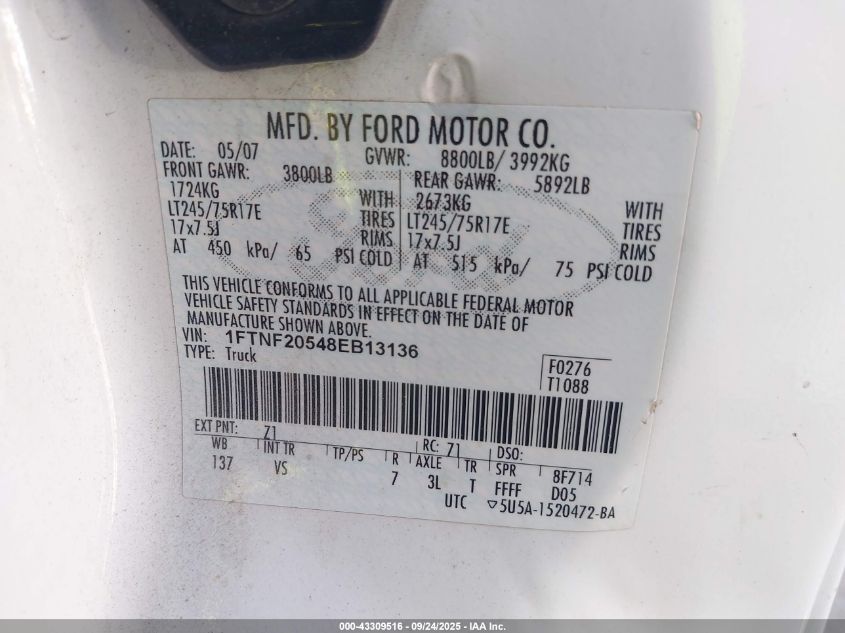 MFD. BY FORD MOTOR CO.
DATE: 05/07 GVWR: 8800LB/ 3992KG
FRONT GAWR: 3800LB REAR GAWR: 5892LB
1724KG WITH 2673KG WITH
LT245/75R17E TIRES LT245/75R17E TIRES
17x7.5J RIMS 17x7.5J RIMS
AT 450 kPa/ 65 PSI COLD AT 515 kPa/ 75 PSI COLD
THIS VEHICLE CONFORMS TO ALL APPLICABLE FEDERAL MOTOR
VEHICLE SAFETY STANDARDS IN EFFECT ON THE DATE OF
MANUFACTURE SHOWN ABOVE.
VIN: 1FTNF20548EB13136
TYPE: Truck
F0276
T1088
EXT PNT: Z1 RC: 71 DSO:
WB INT TR TP/PS R AXLE TR SPR 8F714
137 VS 7 3L T FFFF D05
UTC ▽5U5A-1520472-BA
000-43309516 - 09/24/2025 - IAA Inc.